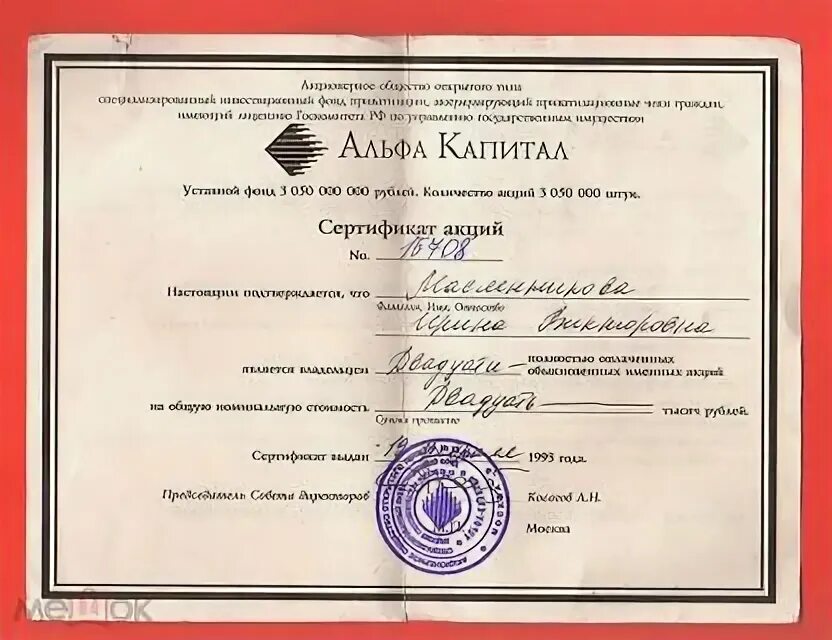 Акционерное общество открытого типа
специализированный инвестиционный фонд приватизации, аккумулирующий приватизационные чеки граждан,
имеющий лицензию Госкомитета РФ по управлению государственным имуществом
АЛЬФА КАПИТАЛ
Уставной фонд 3 050 000 000 рублей. Количество акций 3 050 000 штук.
Сертификат акций
No. 16708
Настоящим подтверждается, что Масленникова
Фамилия, Имя, Отчество
Ирина Викторовна
является владельцем Двадцати полностью оплаченных
обыкновенных именных акций
на общую номинальную стоимость Двадцать тысяч рублей.
Сумма прописью
Сертификат выдан 19 1993 года.
Председатель Совета Директоров А.Н.
Москва
мешок